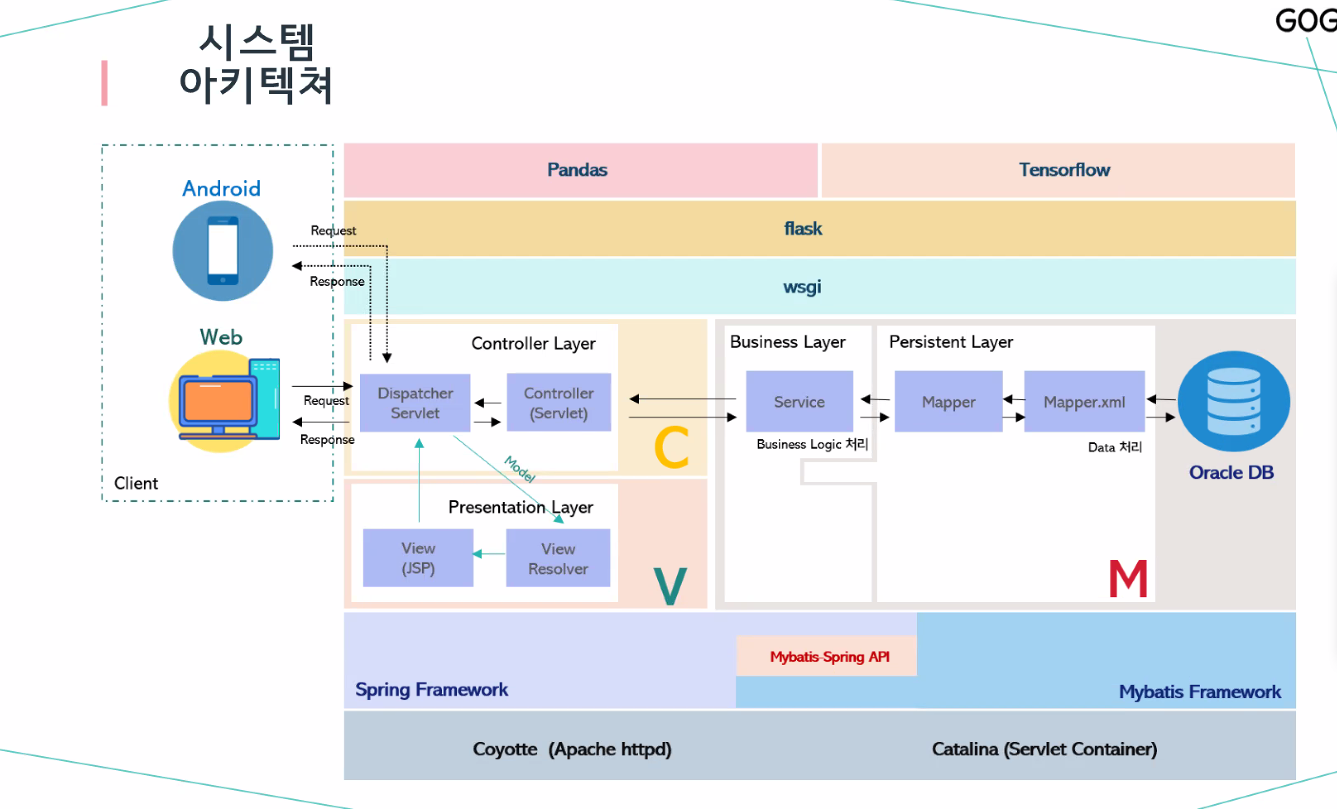 GOG
시스템
아키텍쳐
Pandas
Tensorflow
Android
flask
Request
Response
wsgi
Web
Controller Layer
Business Layer
Persistent Layer
Dispatcher
Servlet
Controller
(Servlet)
Service
Mapper
Mapper.xml
Request
Response
C
Business Logic 처리
Data 처리
Oracle DB
Client
Model
Presentation Layer
View
(JSP)
View
Resolver
V
M
Mybatis-Spring API
Spring Framework
Mybatis Framework
Coyotte (Apache httpd)
Catalina (Servlet Container)